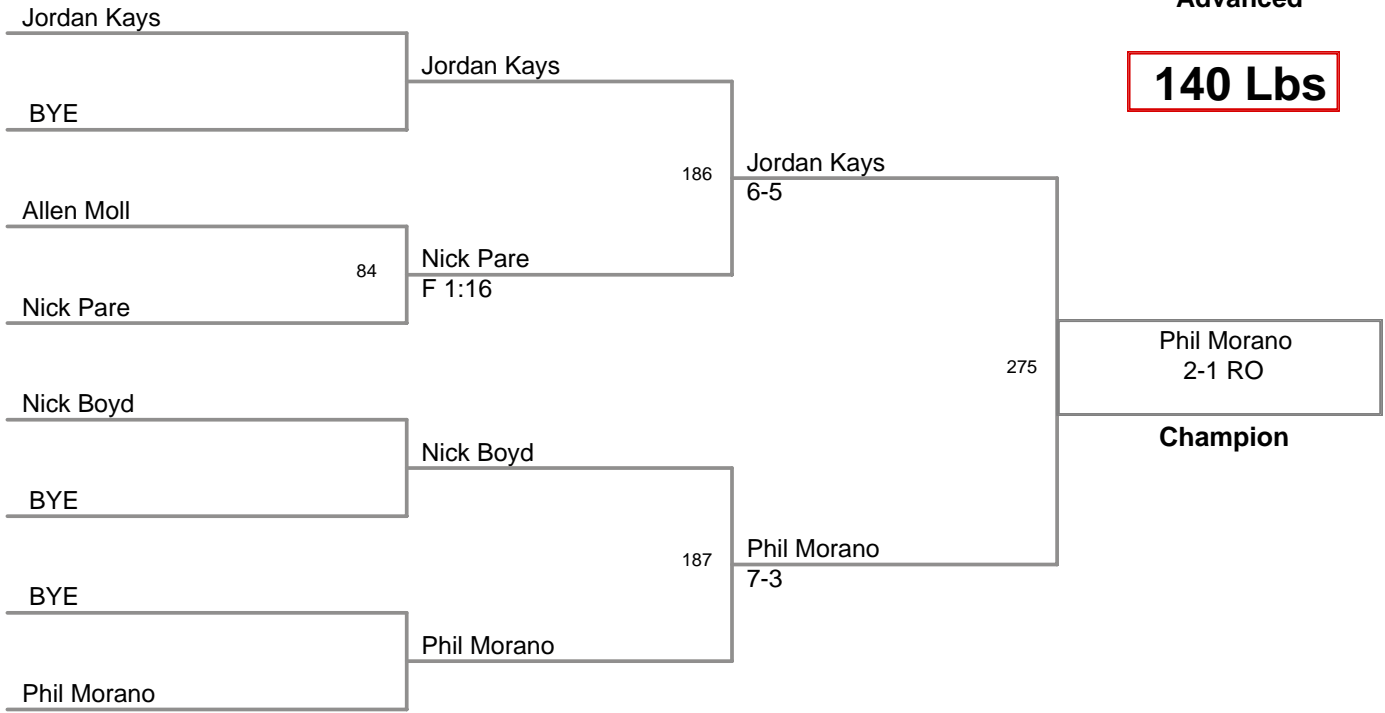 Advanced
140 Lbs
Jordan Kays
BYE
Allen Moll
84
Nick Pare
Nick Boyd
BYE
BYE
Phil Morano
Jordan Kays
186
Nick Pare
F 1:16
Nick Boyd
187
Phil Morano
Jordan Kays
6-5
275
Phil Morano
7-3
Phil Morano
2-1 RO
Champion